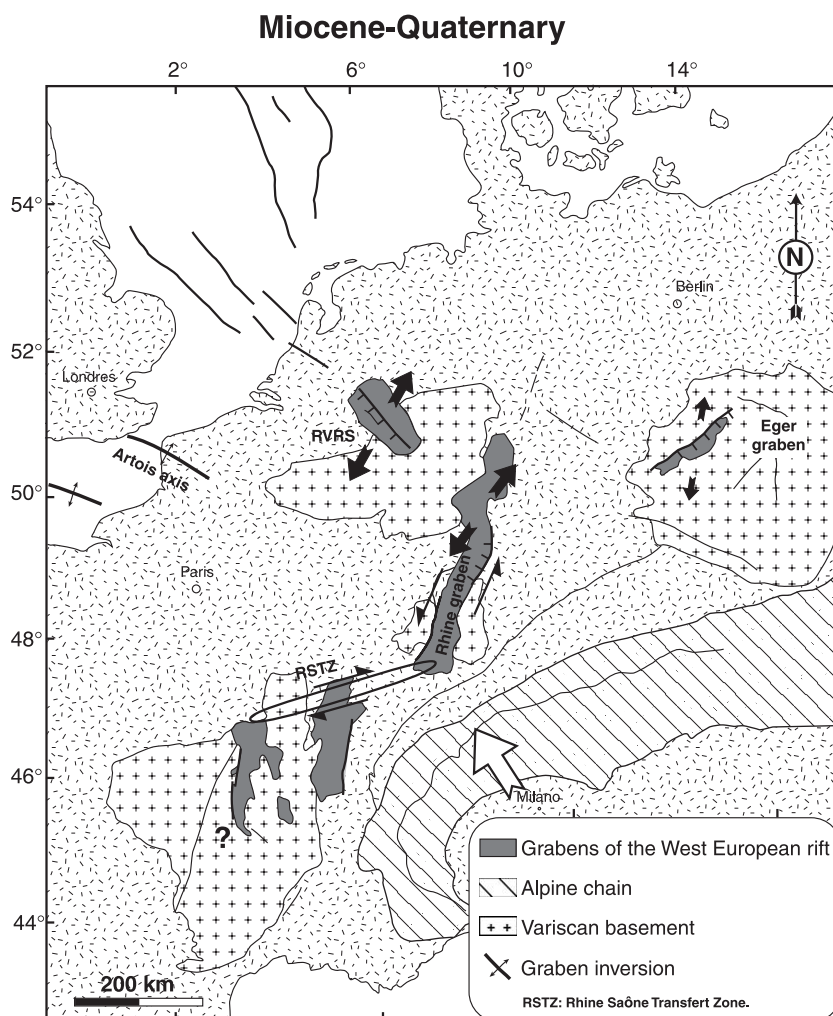 Miocene-Quaternary
2° 6° 10° 14°
54°
N
Berlin
52°
Londres
RVRS
Eger
graben
Artois axis
50°
Paris
Rhine graben
48°
RSTZ
46°
Milano
?
Grabens of the West European rift
Alpine chain
44°
Variscan basement
Graben inversion
200 km
RSTZ: Rhine Saône Transfert Zone.